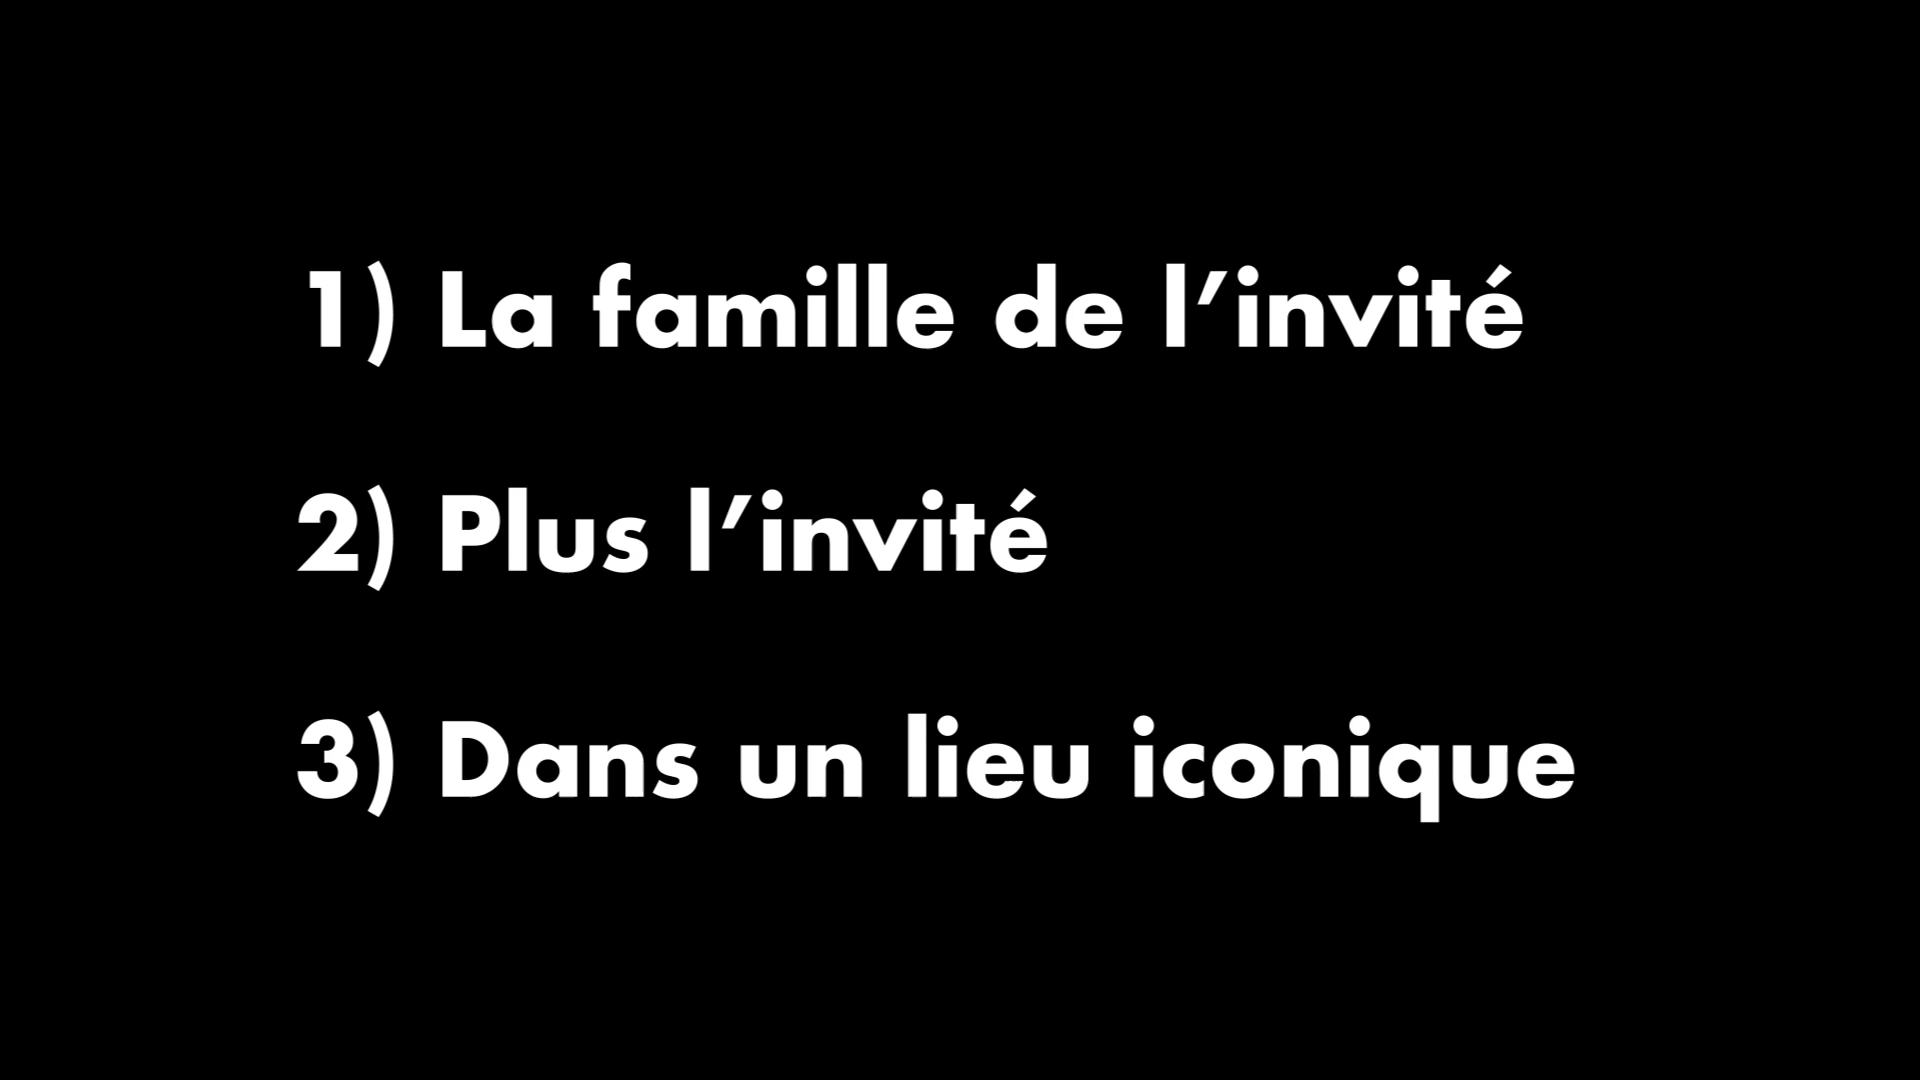 1) La famille de l’invité
2) Plus l’invité
3) Dans un lieu iconique